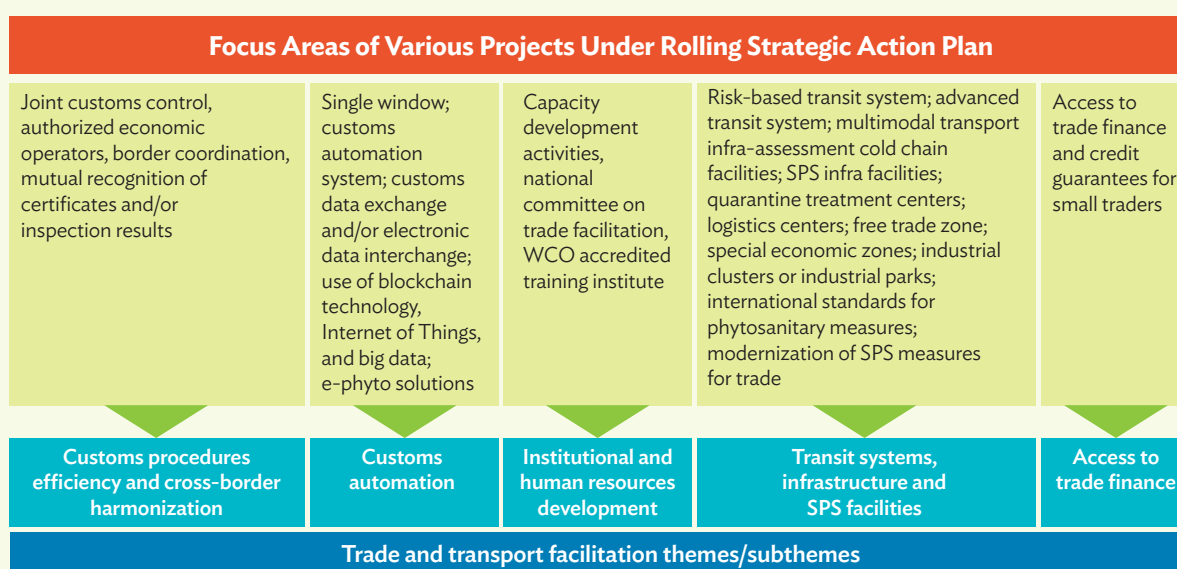 Focus Areas of Various Projects Under Rolling Strategic Action Plan
Joint customs control,
authorized economic
operators, border coordination,
mutual recognition of
certificates and/or
inspection results
Single window;
customs
automation
system; customs
data exchange
and/or electronic
data interchange;
use of blockchain
technology,
Internet of Things,
and big data;
e-phyto solutions
Capacity
development
activities,
national
committee on
trade facilitation,
WCO accredited
training institute
Risk-based transit system; advanced
transit system; multimodal transport
infra-assessment cold chain
facilities; SPS infra facilities;
quarantine treatment centers;
logistics centers; free trade zone;
special economic zones; industrial
clusters or industrial parks;
international standards for
phytosanitary measures;
modernization of SPS measures
for trade
Access to
trade finance
and credit
guarantees for
small traders
Customs procedures
efficiency and cross-border
harmonization
Customs
automation
Institutional and
human resources
development
Transit systems,
infrastructure and
SPS facilities
Access to
trade finance
Trade and transport facilitation themes/subthemes